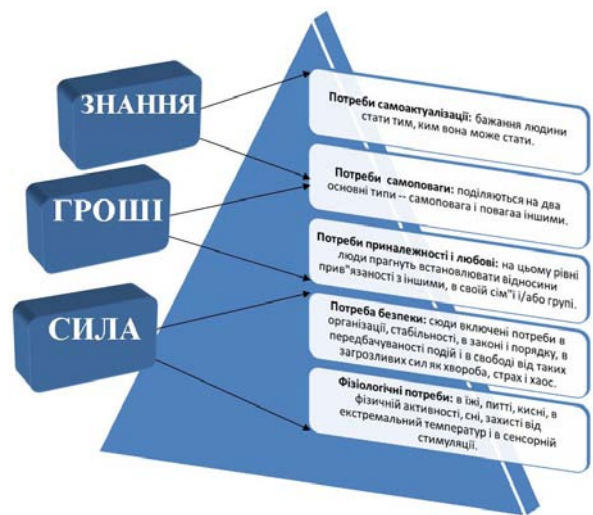 ЗНАННЯ
ГРОШІ
СИЛА
Потреби самоактуалізації: бажання людини
стати тим, ким вона може стати.
Потреби самоповаги: поділяються на два
основні типи -- самоповага і повагаа іншими.
Потреби приналежності і любові: на цьому рівні
люди прагнуть встановлювати відносини
прив"язаності з іншими, в своїй сім"ї і/або групі.
Потреба безпеки: сюди включені потреби в
організації, стабільності, в законі і порядку, в
передбачуваності подій і в свободі від таких
загрозливих сил як хвороба, страх і хаос.
Фізіологічні потреби: в їжі, питті, кисні, в
фізичній активності, сні, захисті від
екстремальний температур і в сенсорній
стимуляції.